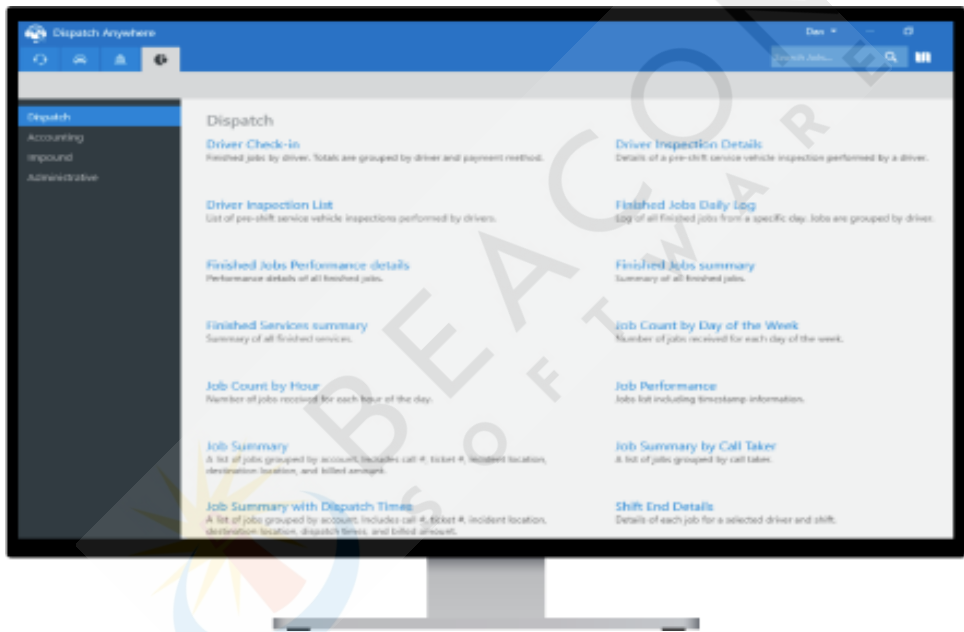 Dispatch Anywhere
Dan
Search Jobs...
Dispatch
Accounting
Impound
Administrative
Dispatch
Driver Check-in
Finished jobs by driver. Totals are grouped by driver and payment method.
Driver Inspection Details
Details of a pre-shift service vehicle inspection performed by a driver.
Driver Inspection List
List of pre-shift service vehicle inspections performed by drivers.
Finished Jobs Daily Log
Log of all finished jobs from a specific day. Jobs are grouped by driver.
Finished Jobs Performance details
Performance details of all finished jobs.
Finished Jobs summary
Summary of all finished jobs.
Finished Services summary
Summary of all finished services.
Job Count by Day of the Week
Number of jobs received for each day of the week.
Job Count by Hour
Number of jobs received for each hour of the day.
Job Performance
Jobs list including timestamp information.
Job Summary
A list of jobs grouped by account. Includes call #, ticket #, incident location,
destination location, and billed amount.
Job Summary by Call Taker
A list of jobs grouped by call taker.
Job Summary with Dispatch Times
A list of jobs grouped by account. Includes call #, ticket #, incident location,
destination location, dispatch times, and billed amount.
Shift End Details
Details of each job for a selected driver and shift.
BEACON
SOFTWARE